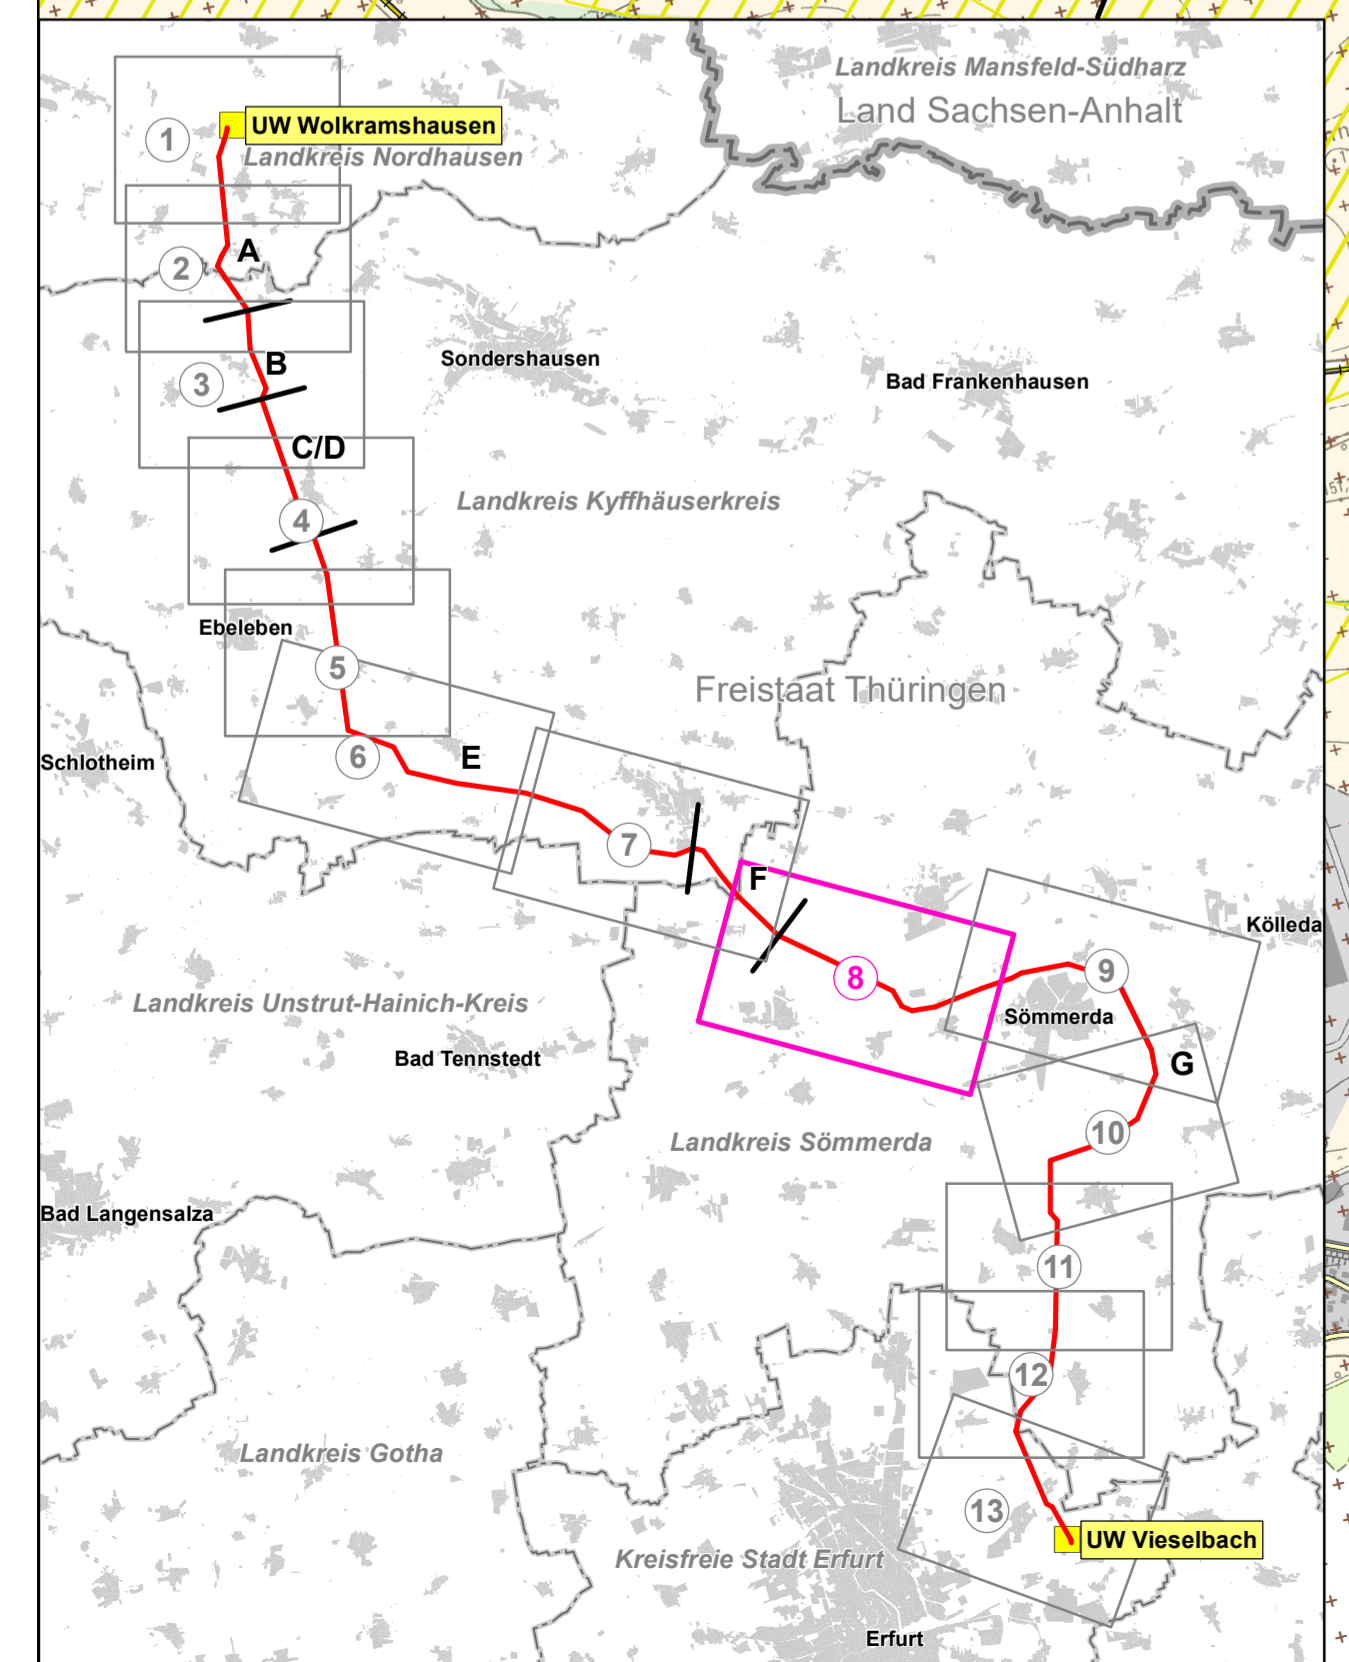 Landkreis Mansfeld-Südharz
Land Sachsen-Anhalt
UW Wolkramshausen
1
Landkreis Nordhausen
A
2
B
3
Sondershausen
Bad Frankenhausen
C/D
Landkreis Kyffhäuserkreis
4
Ebeleben
5
Freistaat Thüringen
Schlotheim
6
E
7
F
Kölleda
8
9
Landkreis Unstrut-Hainich-Kreis
Sömmerda
Bad Tennstedt
G
10
Landkreis Sömmerda
Bad Langensalza
11
12
Landkreis Gotha
13
UW Vieselbach
Kreisfreie Stadt Erfurt
Erfurt